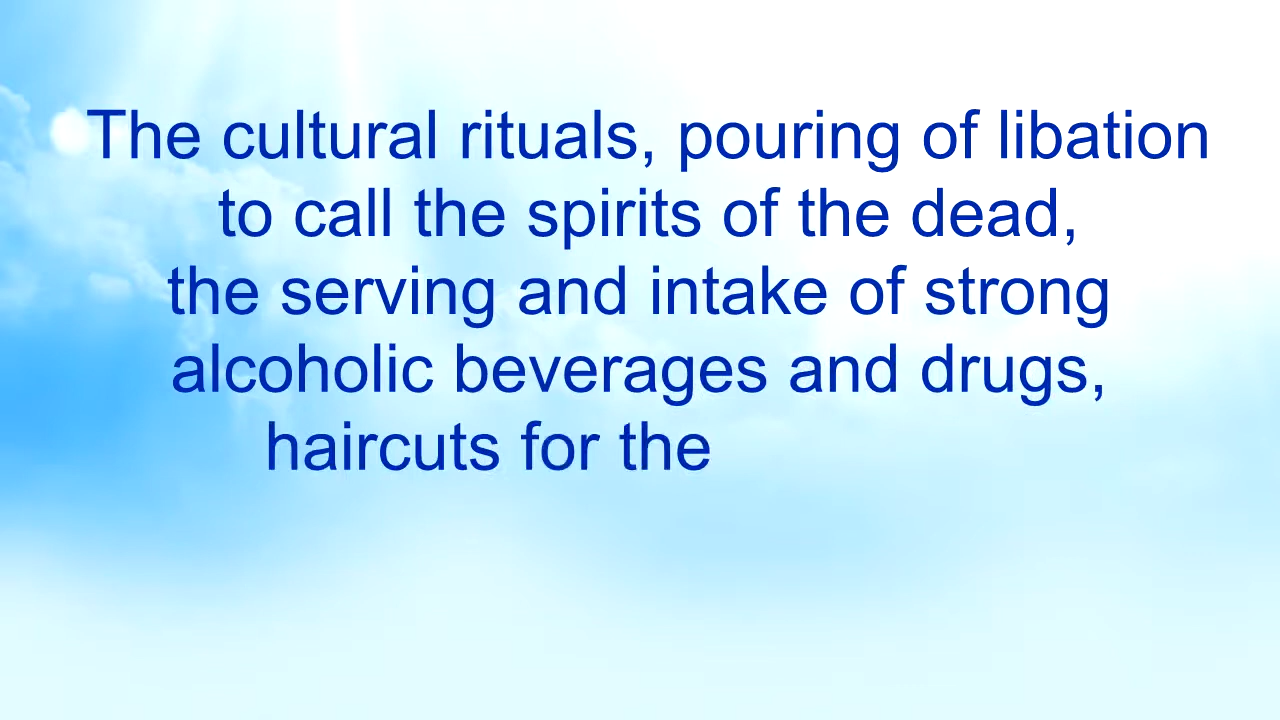 The cultural rituals, pouring of libation
to call the spirits of the dead,
the serving and intake of strong
alcoholic beverages and drugs,
haircuts for the